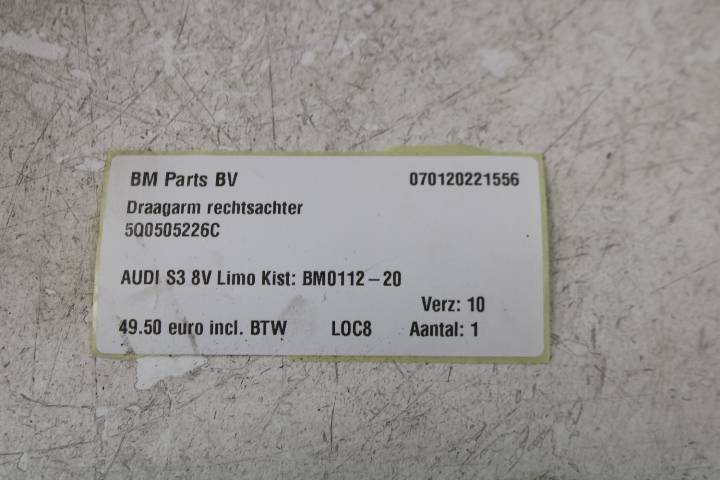 BM Parts BV 070120221556
Draagarm rechtsachter
5Q0505226C
AUDI S3 8V Limo Kist: BM0112-20
Verz: 10
49.50 euro incl. BTW LOC8 Aantal: 1